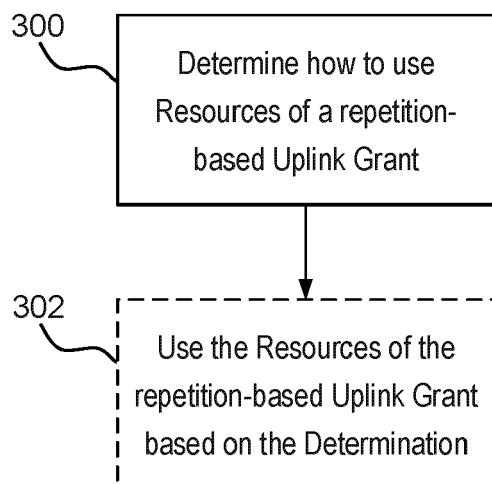 300
Determine how to use
Resources of a repetition-
based Uplink Grant
302
Use the Resources of the
repetition-based Uplink Grant
based on the Determination